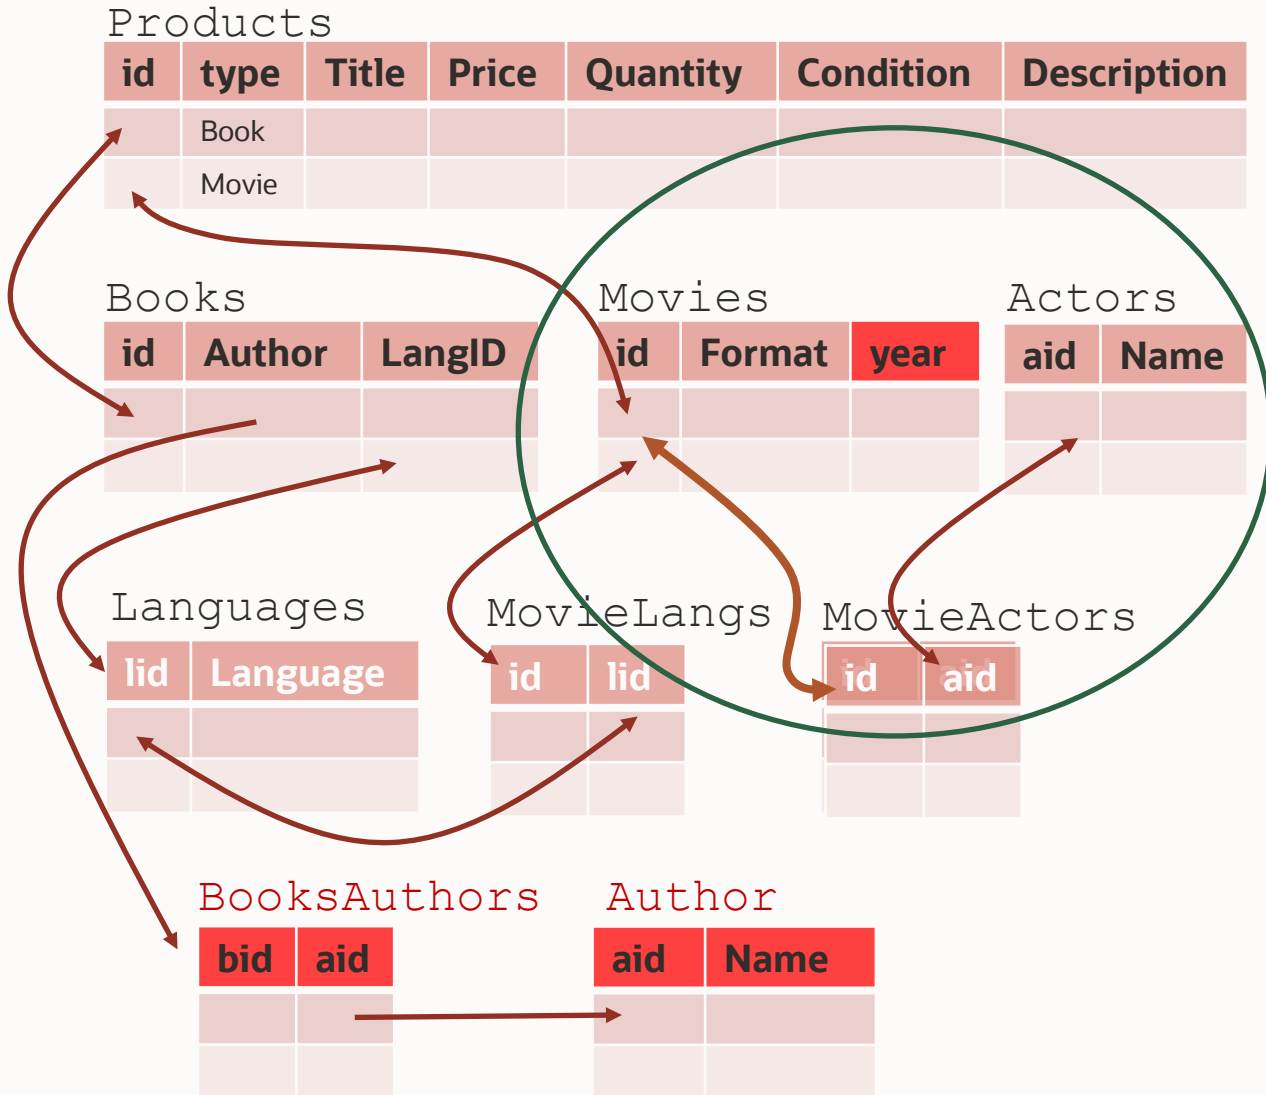 Products
id type Title Price Quantity Condition Description
Book
Movie
Books Movies Actors
id Author LangID id Format year aid Name
Languages MovieLangs MovieActors
lid Language id lid id aid
BooksAuthors Author
bid aid aid Name